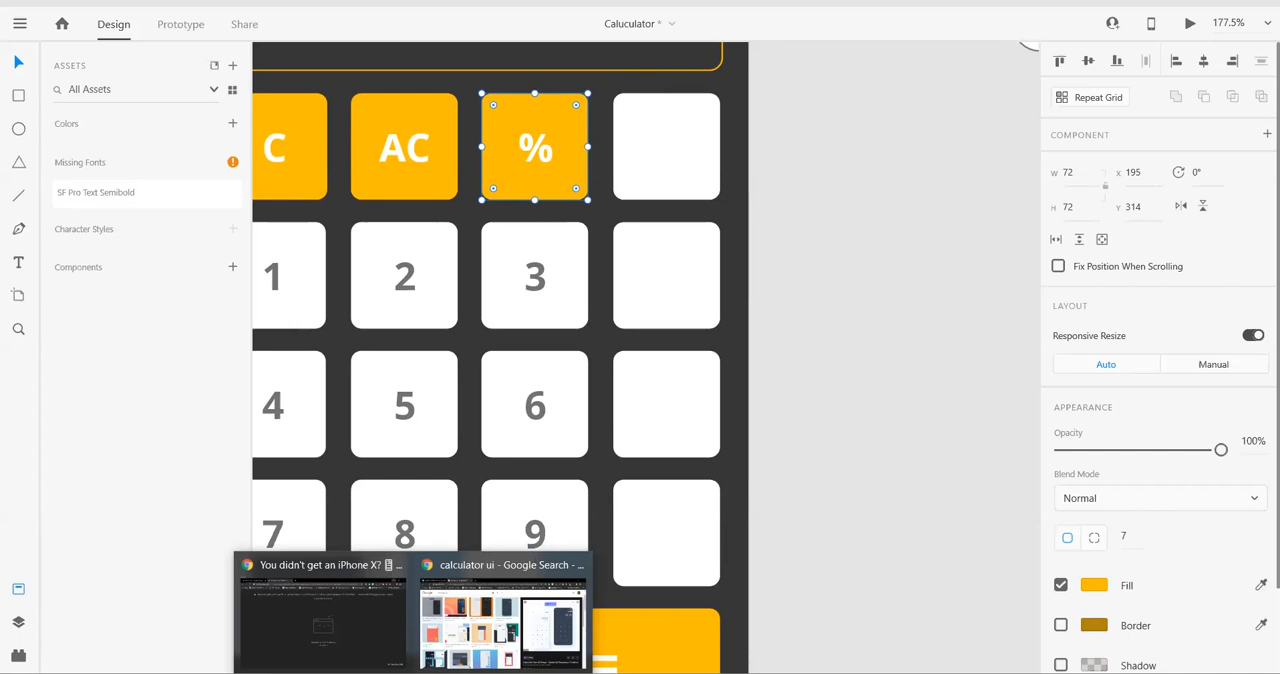 Design
Prototype
Share
Caluculator *
177.5%
ASSETS
All Assets
Colors
Missing Fonts
SF Pro Text Semibold
Character Styles
Components
C
AC
%
1
2
3
4
5
6
7
8
9
=
You didn't get an iPhone X? ...
calculator ui - Google Search - ...
Repeat Grid
COMPONENT
W 72
X 195
0°
H 72
Y 314
Fix Position When Scrolling
LAYOUT
Responsive Resize
Auto
Manual
APPEARANCE
Opacity
100%
Blend Mode
Normal
7
Fill
Border
Shadow